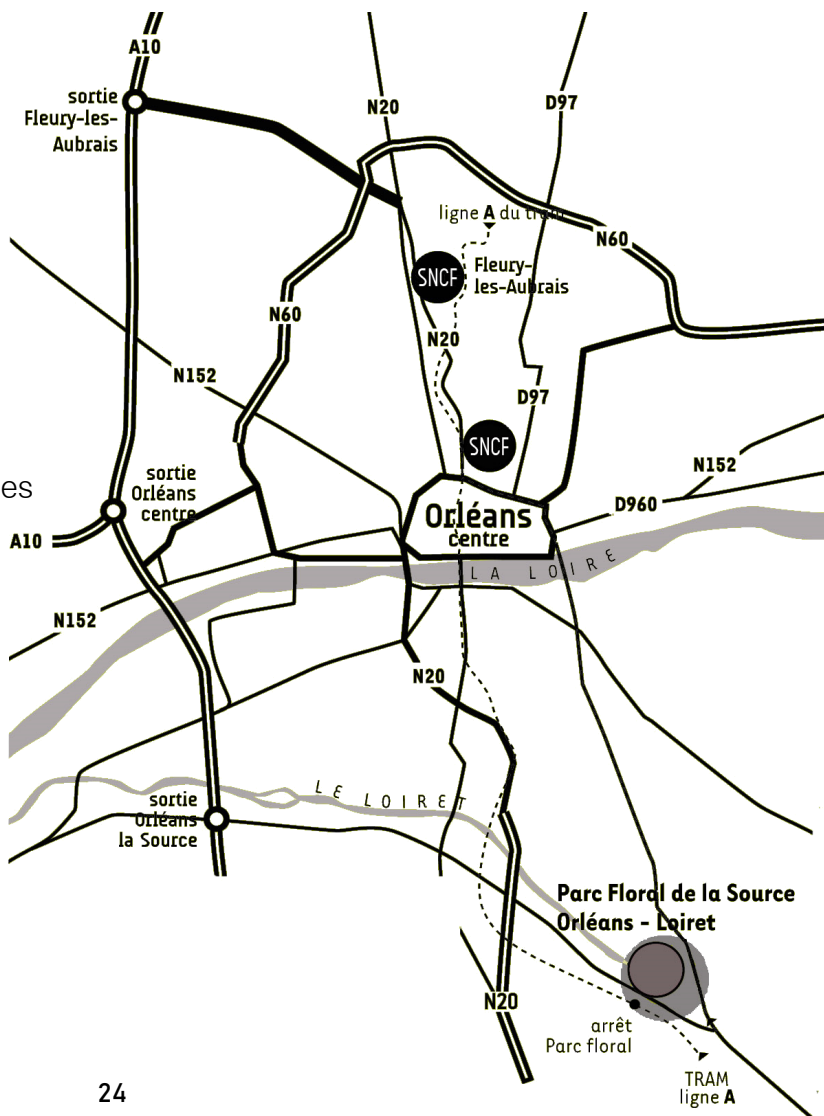 A10
sortie
Fleury-les-
Aubrais
N20
D97
ligne A du tram
N60
SNCF
Fleury-
les-Aubrais
N60
N20
N152
D97
SNCF
es
sortie
Orléans
centre
N152
D960
Orléans
centre
A10
LA LOIRE
N152
N20
LE LOIRET
sortie
Orléans
la Source
Parc Floral de la Source
Orléans - Loiret
N20
arrêt
Parc floral
TRAM
ligne A
24